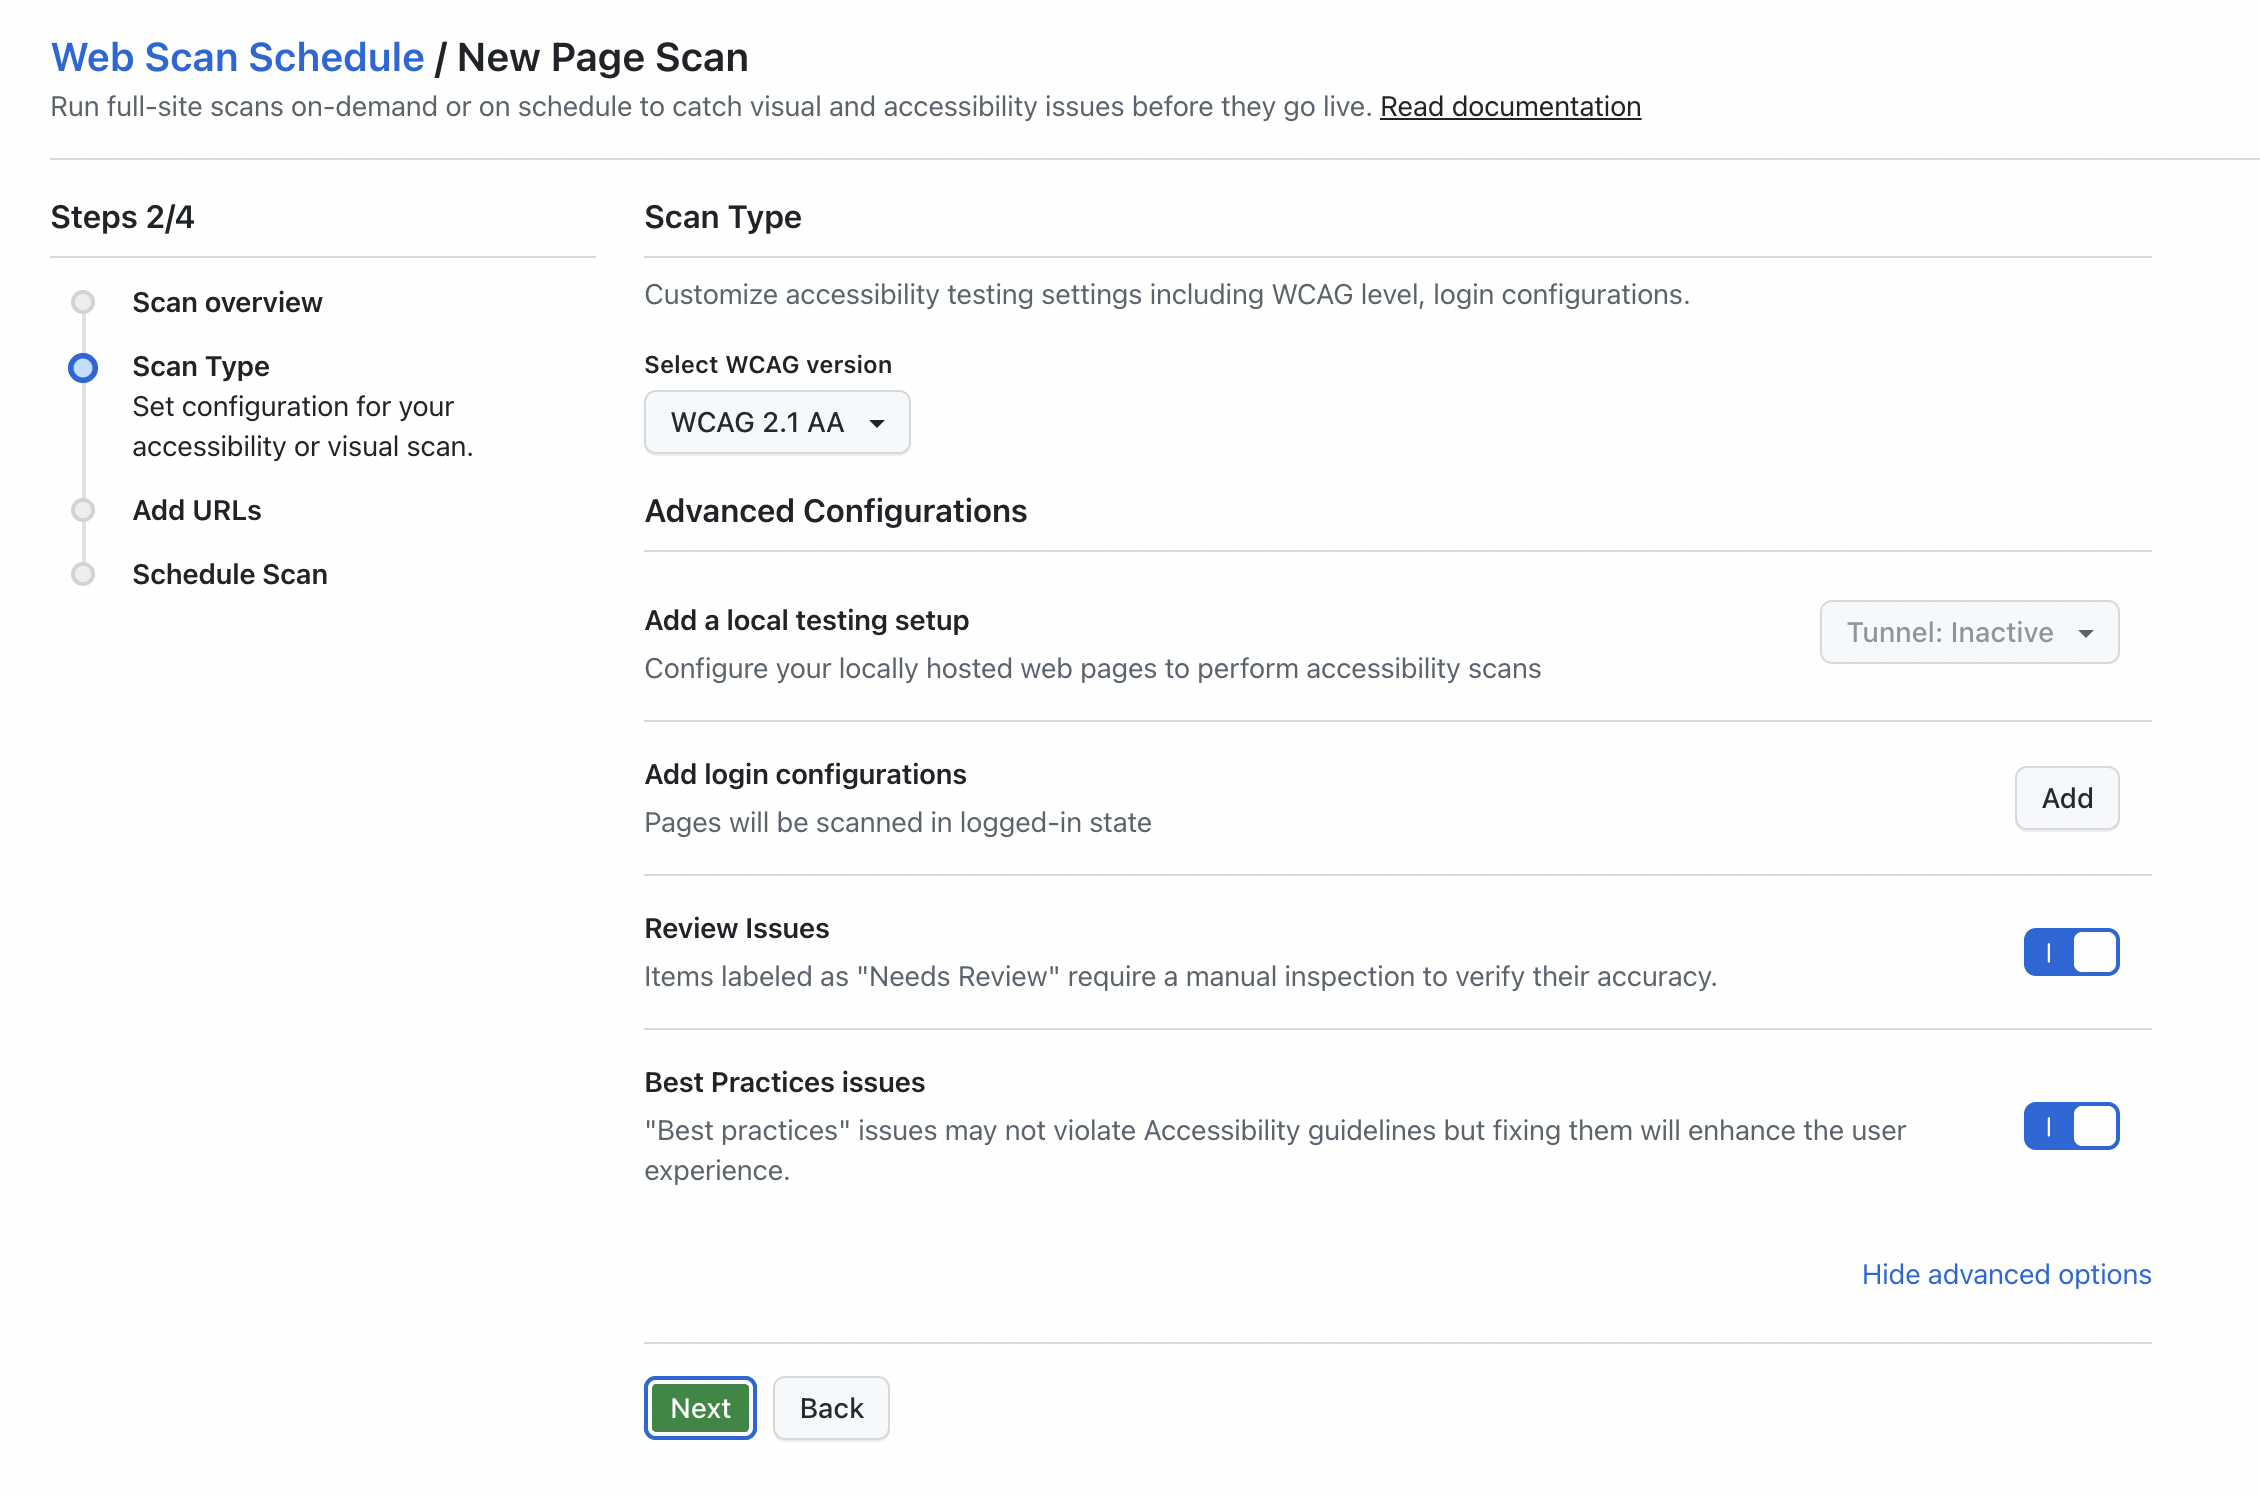 Web Scan Schedule / New Page Scan
Run full-site scans on-demand or on schedule to catch visual and accessibility issues before they go live. Read documentation
Steps 2/4
Scan overview
Scan Type
Set configuration for your
accessibility or visual scan.
Add URLs
Schedule Scan
Scan Type
Customize accessibility testing settings including WCAG level, login configurations.
Select WCAG version
WCAG 2.1 AA
Advanced Configurations
Add a local testing setup
Configure your locally hosted web pages to perform accessibility scans
Tunnel: Inactive
Add login configurations
Pages will be scanned in logged-in state
Add
Review Issues
Items labeled as "Needs Review" require a manual inspection to verify their accuracy.
Best Practices issues
"Best practices" issues may not violate Accessibility guidelines but fixing them will enhance the user
experience.
Hide advanced options
Next
Back